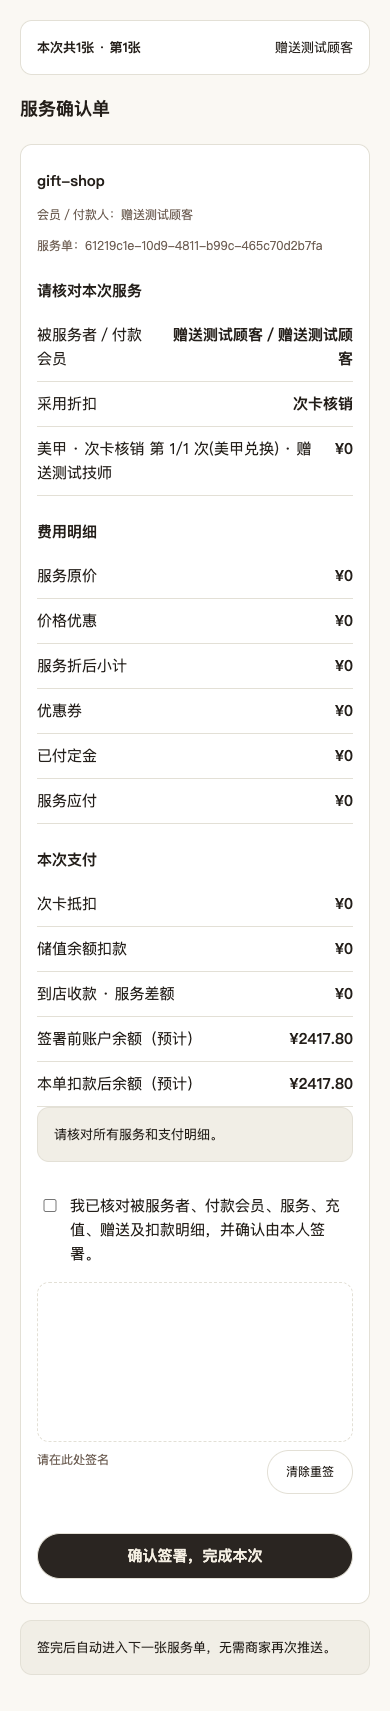 本次共1张 · 第1张
赠送测试顾客
服务确认单
gift-shop
会员 / 付款人：赠送测试顾客
服务单：61219c1e-10d9-4811-b99c-465c70d2b7fa
请核对本次服务
被服务者 / 付款
会员
赠送测试顾客 / 赠送测试顾
客
采用折扣
次卡核销
美甲 · 次卡核销 第 1/1 次(美甲兑换) · 赠
送测试技师
¥0
费用明细
服务原价
¥0
价格优惠
¥0
服务折后小计
¥0
优惠券
¥0
已付定金
¥0
服务应付
¥0
本次支付
次卡抵扣
¥0
储值余额扣款
¥0
到店收款 · 服务差额
¥0
签署前账户余额（预计）
¥2417.80
本单扣款后余额（预计）
¥2417.80
请核对所有服务和支付明细。
我已核对被服务者、付款会员、服务、充
值、赠送及扣款明细，并确认由本人签
署。
请在此处签名
清除重签
确认签署，完成本次
签完后自动进入下一张服务单，无需商家再次推送。